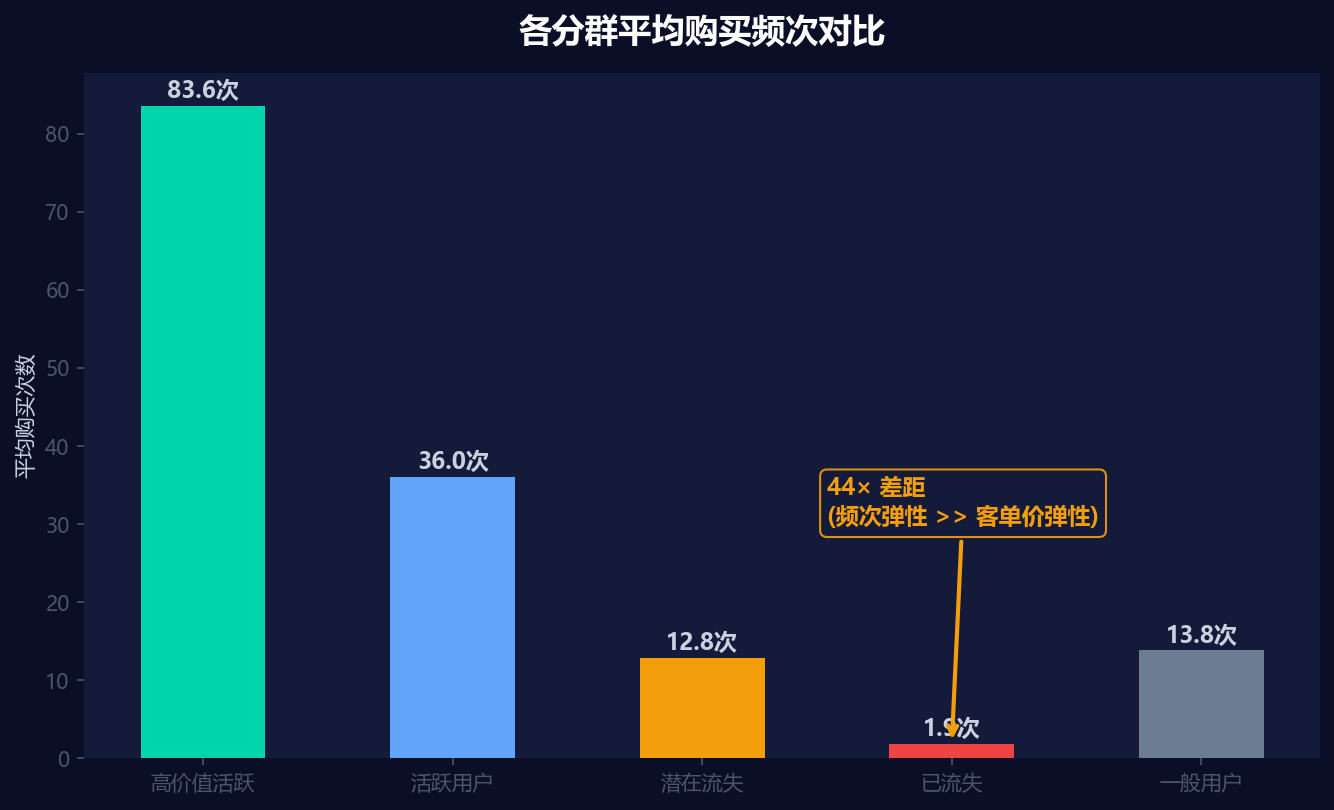 各分群平均购买频次对比
平均购买次数
80
70
60
50
40
30
20
10
0
83.6次
36.0次
12.8次
1.9次
13.8次
44× 差距
(频次弹性 >> 客单价弹性)
高价值活跃
活跃用户
潜在流失
已流失
一般用户